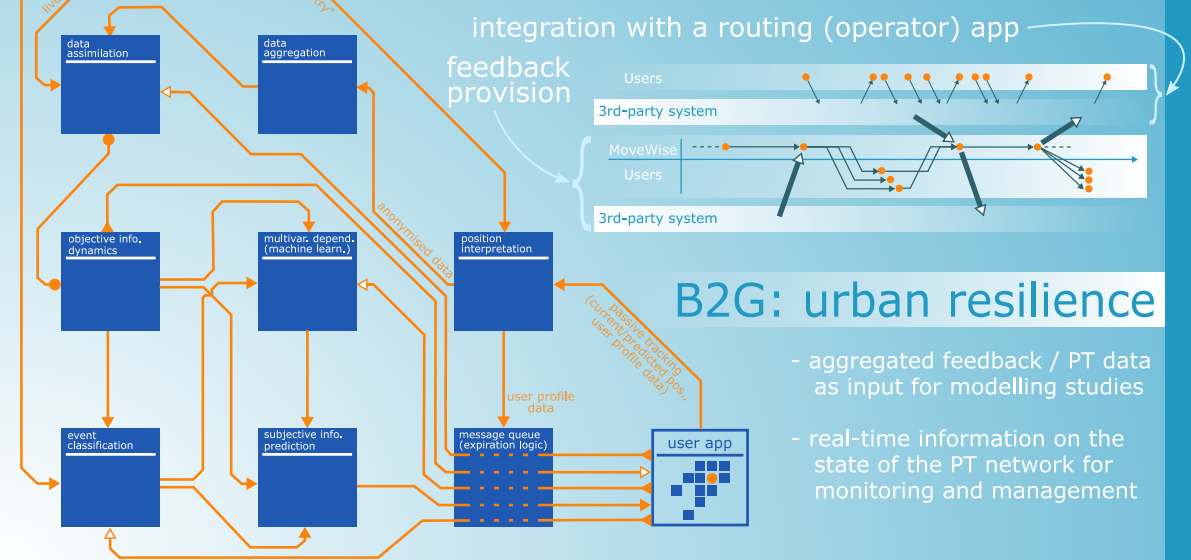 live
try"
integration with a routing (operator) app
feedback
provision
Users
3rd-party system
MoveWise
Users
3rd-party system
data
assimilation
data
aggregation
anonymised data
objective info.
dynamics
multivar. depend.
(machine learn.)
position
interpretation
passive tracking
(current/predicted pos.,
user profile data)
B2G: urban resilience
- aggregated feedback / PT data
as input for modelling studies
- real-time information on the
state of the PT network for
monitoring and management
user profile
data
event
classification
subjective info.
prediction
message queue
(expiration logic)
user app